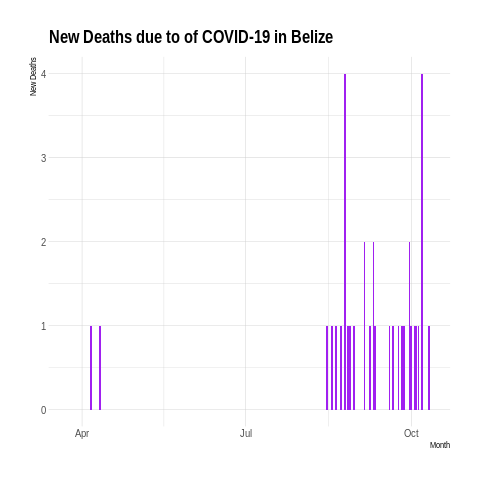 New Deaths due to of COVID-19 in Belize
New Deaths
4
3
2
1
0
Apr
Jul
Oct
Month